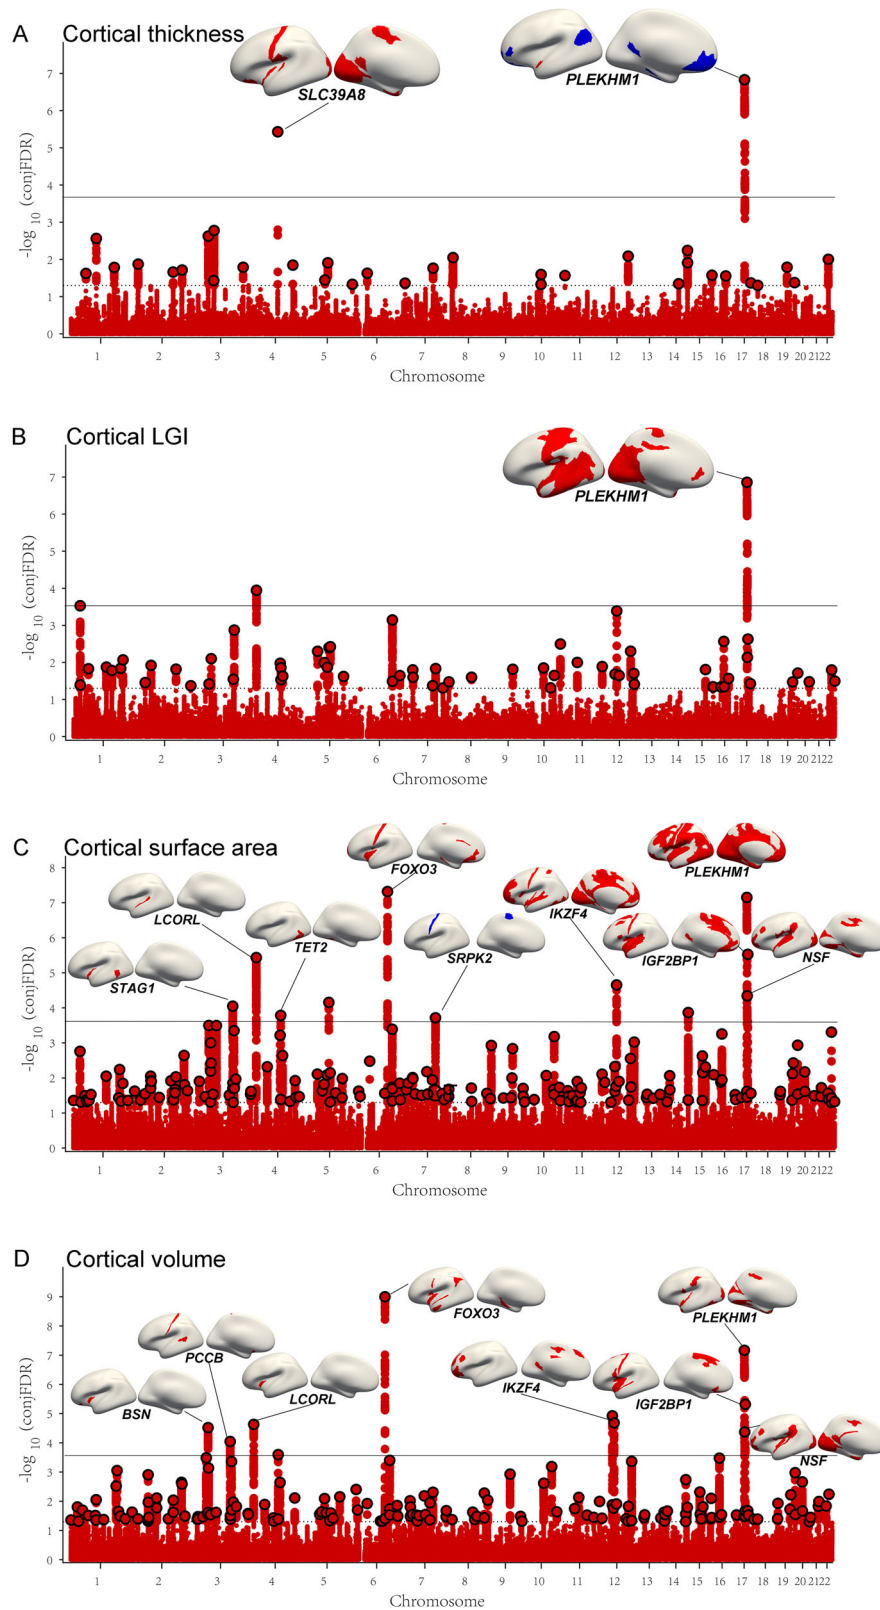 A Cortical thickness
SLC39A8
PLEKHM1
-log 10 (conjFDR)
7
6
5
4
3
2
1
0
1 2 3 4 5 6 7 8 10 11 12 13 14 15 16 17 18 19 20 21 22
Chromosome
B Cortical LGI
PLEKHM1
-log 10 (conjFDR)
7
6
5
4
3
2
1
0
1 2 3 4 5 6 7 8 9 10 11 12 13 14 15 16 17 18 19 20 21 22
Chromosome
C Cortical surface area
FOXO3
PLEKHM1
LCORL
IKZF4
TET2
SRPK2
IGF2BP1
NSF
STAG1
-log 10 (conjFDR)
8
7
6
5
4
3
2
1
0
1 2 3 4 5 6 7 8 9 10 11 12 13 14 15 16 17 18 19 20 21 22
Chromosome
D Cortical volume
FOXO3
PLEKHM1
PCCB
IKZF4
LCORL
IGF2BP1
BSN
NSF
-log 10 (conjFDR)
9
8
7
6
5
4
3
2
1
0
1 2 3 4 5 6 7 8 9 10 11 12 13 14 15 16 17 18 19 20 21 22
Chromosome